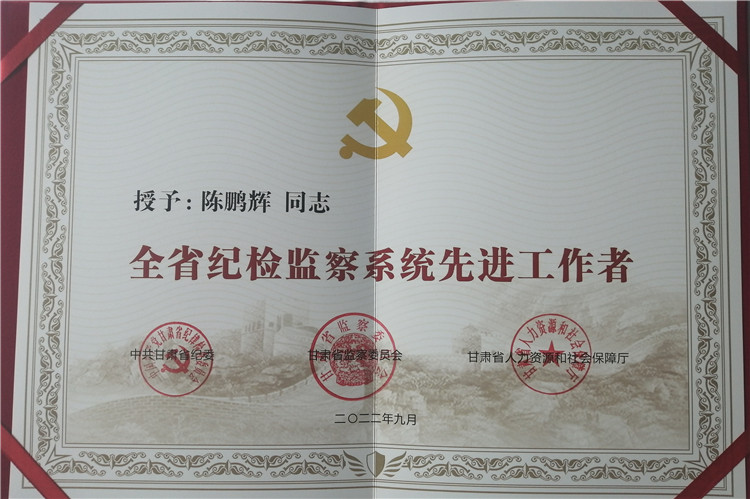 授予：陈鹏辉 同志
全省纪检监察系统先进工作者
中共甘肃省纪委 甘肃省监察委员会 甘肃省人力资源和社会保障厅
二〇二二年九月